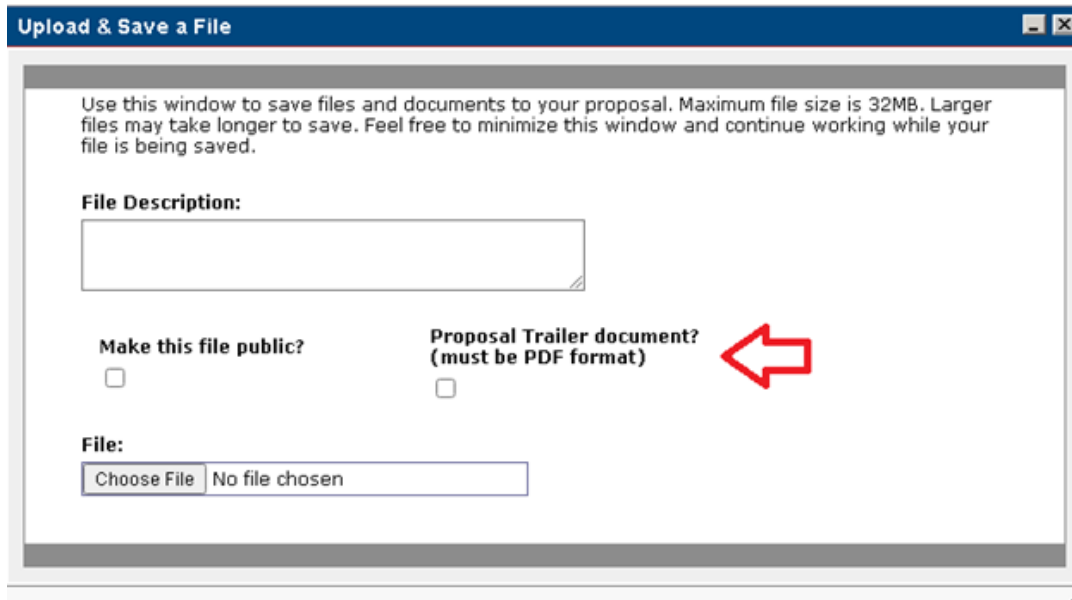 Upload & Save a File
Use this window to save files and documents to your proposal. Maximum file size is 32MB. Larger
files may take longer to save. Feel free to minimize this window and continue working while your
file is being saved.
File Description:
Make this file public?
Proposal Trailer document?
(must be PDF format)
File:
Choose File No file chosen